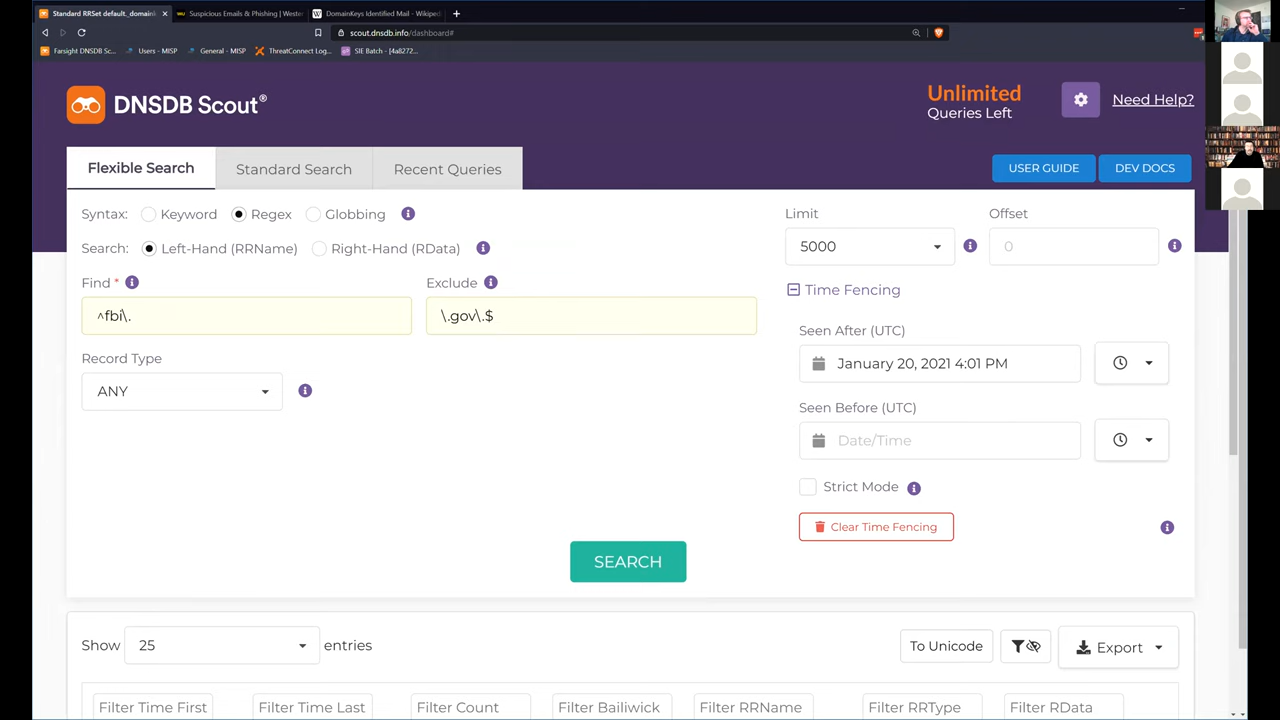 Standard RRSet default_domain
Suspicious Emails & Phishing | Wester
DomainKeys Identified Mail - Wikiped
scout.dnsdb.info/dashboard#
Farsight DNSDB Sc...
Users - MISP
General - MISP
ThreatConnect Log...
SIE Batch - [4a8272...
DNSDB Scout®
Unlimited
Queries Left
Need Help?
Flexible Search
Standard Search
Recent Queries
USER GUIDE
DEV DOCS
Syntax:
Keyword
Regex
Globbing
Limit
Offset
Search:
Left-Hand (RRName)
Right-Hand (RData)
5000
0
Find *
Exclude
Time Fencing
^fbi\.
\.gov\.$
Seen After (UTC)
Record Type
January 20, 2021 4:01 PM
ANY
Seen Before (UTC)
Date/Time
Strict Mode
Clear Time Fencing
SEARCH
Show
25
entries
To Unicode
Export
Filter Time First
Filter Time Last
Filter Count
Filter Bailiwick
Filter RRName
Filter RRType
Filter RData